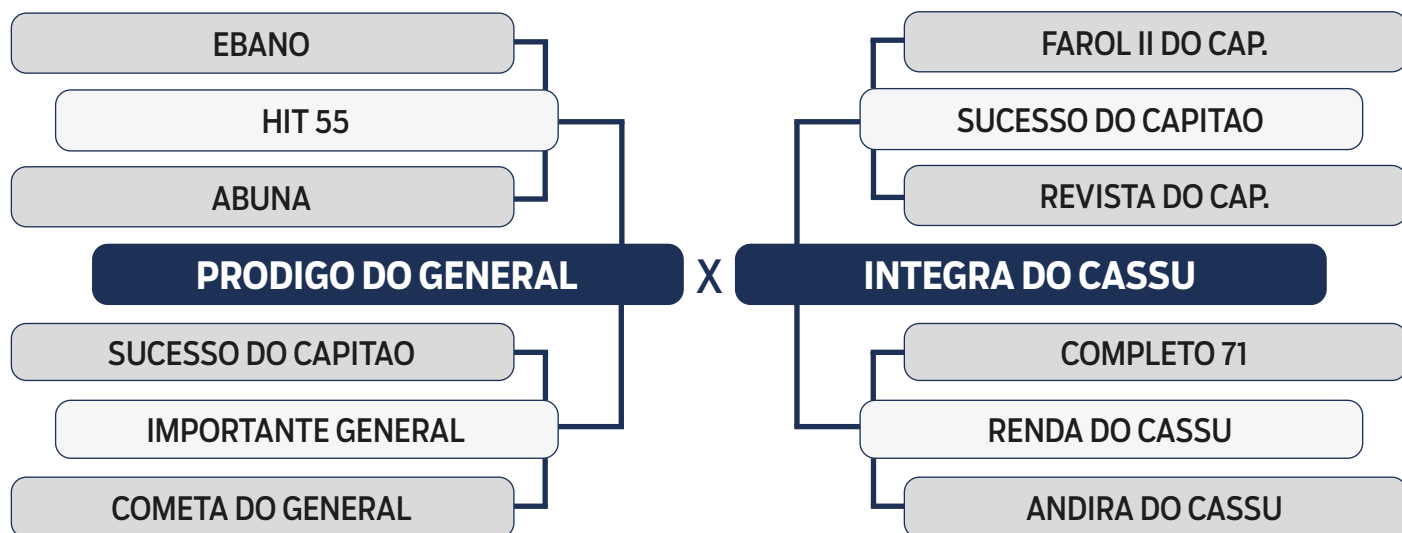 EBANO
HIT 55
ABUNA
PRODIGO DO GENERAL
SUCESSO DO CAPITAO
IMPORTANTE GENERAL
COMETA DO GENERAL
X
FAROL II DO CAP.
SUCESSO DO CAPITAO
REVISTA DO CAP.
INTEGRA DO CASSU
COMPLETO 71
RENDA DO CASSU
ANDIRA DO CASSU